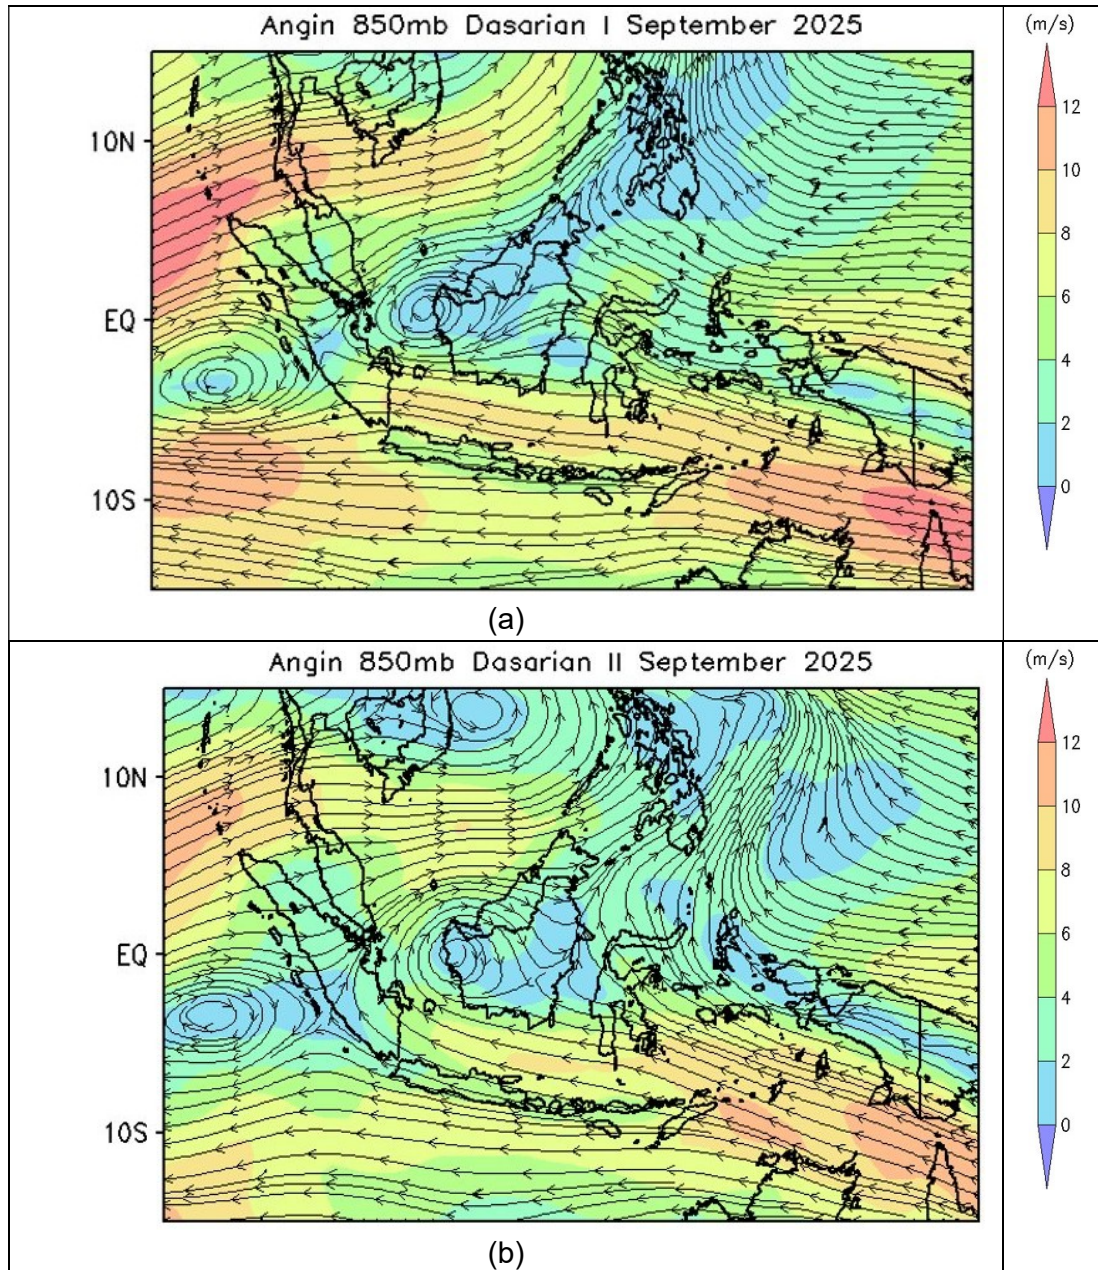 Angin 850mb Dasarian I September 2025
(m/s)
12
10
8
6
4
2
0
10N
EQ
10S
(a)
Angin 850mb Dasarian II September 2025
(m/s)
12
10
8
6
4
2
0
10N
EQ
10S
(b)